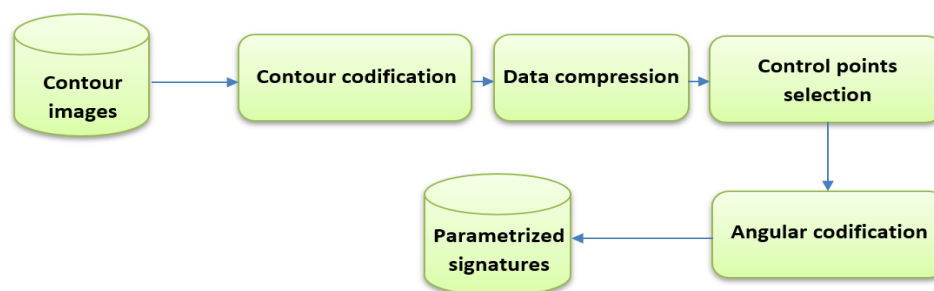 Contour
images
Contour codification
Data compression
Control points
selection
Parametrized
signatures
Angular codification